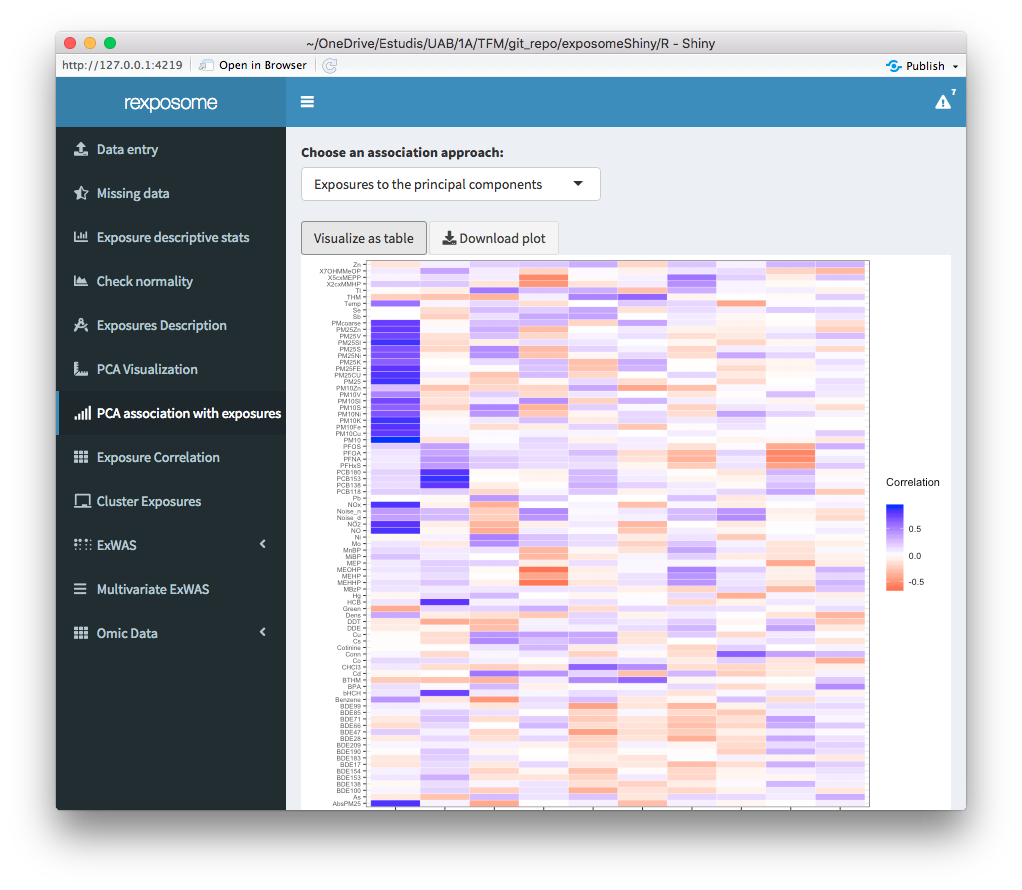 ~/OneDrive/Estudis/UAB/1A/TFM/git_repo/exposomeShiny/R - Shiny
http://127.0.0.1:4219 Open in Browser Publish
rexposome 7
Data entry
Missing data
Exposure descriptive stats
Check normality
Exposures Description
PCA Visualization
PCA association with exposures
Exposure Correlation
Cluster Exposures
ExWAS
Multivariate ExWAS
Omic Data
Choose an association approach:
Exposures to the principal components
Visualize as table Download plot
Zn
X7OHMMeOP
X5cxMEPP
X2cxMMHP
Tl
THM
Temp
Se
Sb
PMcoarse
PM25Zn
PM25V
PM25SI
PM25S
PM25Ni
PM25K
PM25FE
PM25CU
PM25
PM10Zn
PM10V
PM10SI
PM10S
PM10Ni
PM10K
PM10Fe
PM10Cu
PM10
PFOS
PFOA
PFNA
PFHxS
PCB180
PCB153
PCB138
PCB118
Pb
NOx
Noise_n
Noise_d
NO2
NO
Ni
Mo
MnBP
MiBP
MEP
MEOHP
MEHP
MEHHP
MBzP
Hg
HCB
Green
Dens
DDT
DDE
Cu
Cs
Cotinine
Conn
Co
CHCl3
Cd
BTHM
BPA
bHCH
Benzene
BDE99
BDE85
BDE71
BDE66
BDE47
BDE28
BDE209
BDE190
BDE183
BDE17
BDE154
BDE153
BDE138
BDE100
As
AbsPM25
Correlation
0.5
0.0
-0.5